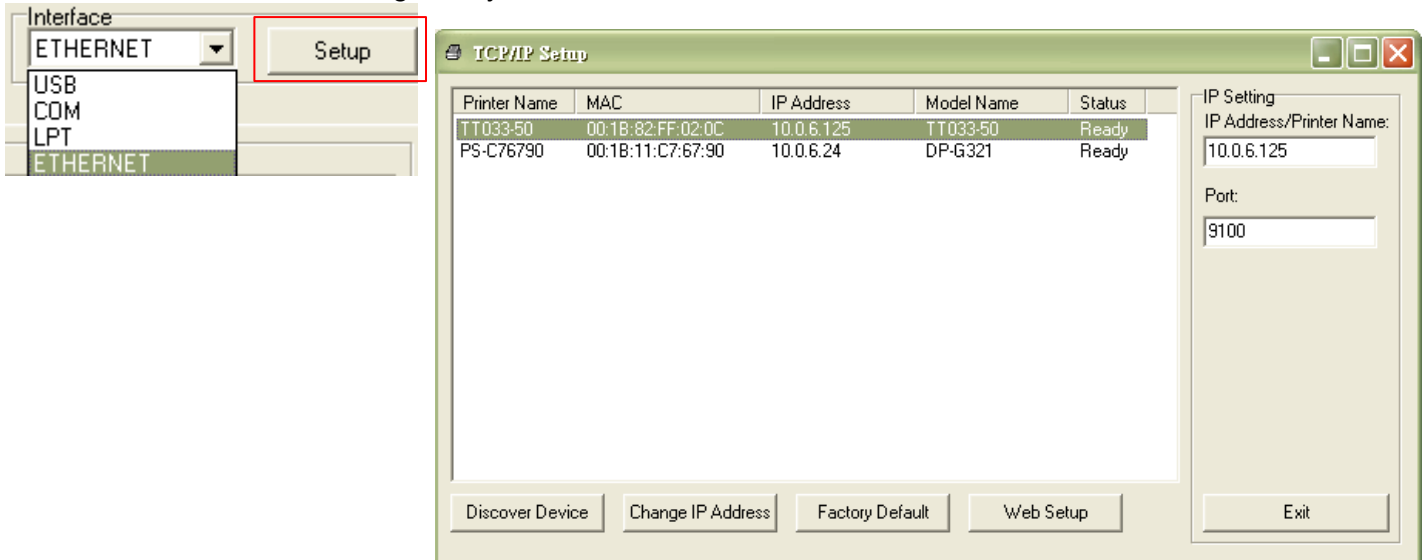 Interface
ETHERNET
Setup
USB
COM
LPT
ETHERNET
TCP/IP Setup
Printer Name MAC IP Address Model Name Status
TT033-50 00:1B:82:FF:02:0C 10.0.6.125 TT033-50 Ready
PS-C76790 00:1B:11:C7:67:90 10.0.6.24 DP-G321 Ready
IP Setting
IP Address/Printer Name:
10.0.6.125
Port:
9100
Discover Device Change IP Address Factory Default Web Setup Exit